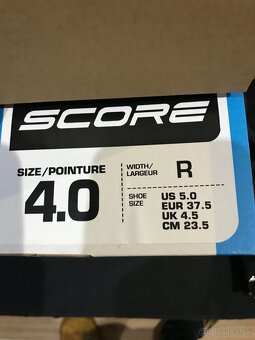 SCORE
SIZE/POINTURE
4.0
WIDTH/
LARGEUR
R
SHOE
SIZE
US 5.0
EUR 37.5
UK 4.5
CM 23.5